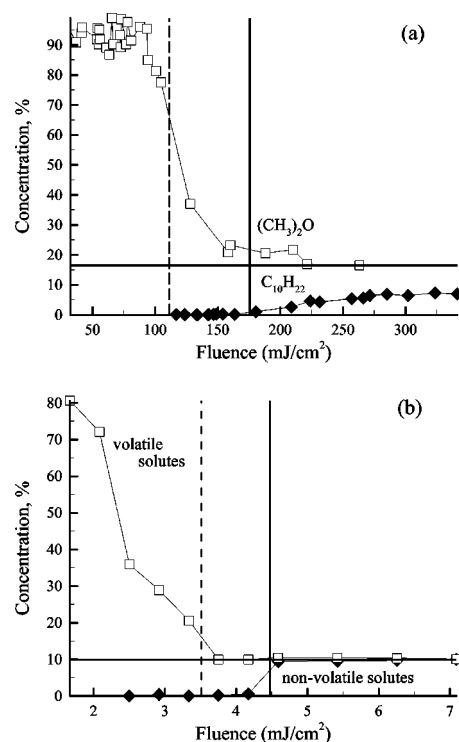 (a)
90
80
70
60
50
40
30
20
10
0
Concentration, %
(CH₃)₂O
C₁₀H₂₂
50 100 150 200 250 300
Fluence (mJ/cm²)
(b)
80
70
60
50
40
30
20
10
0
Concentration, %
volatile
solutes
non-volatile solutes
2 3 4 5 6 7
Fluence (mJ/cm²)